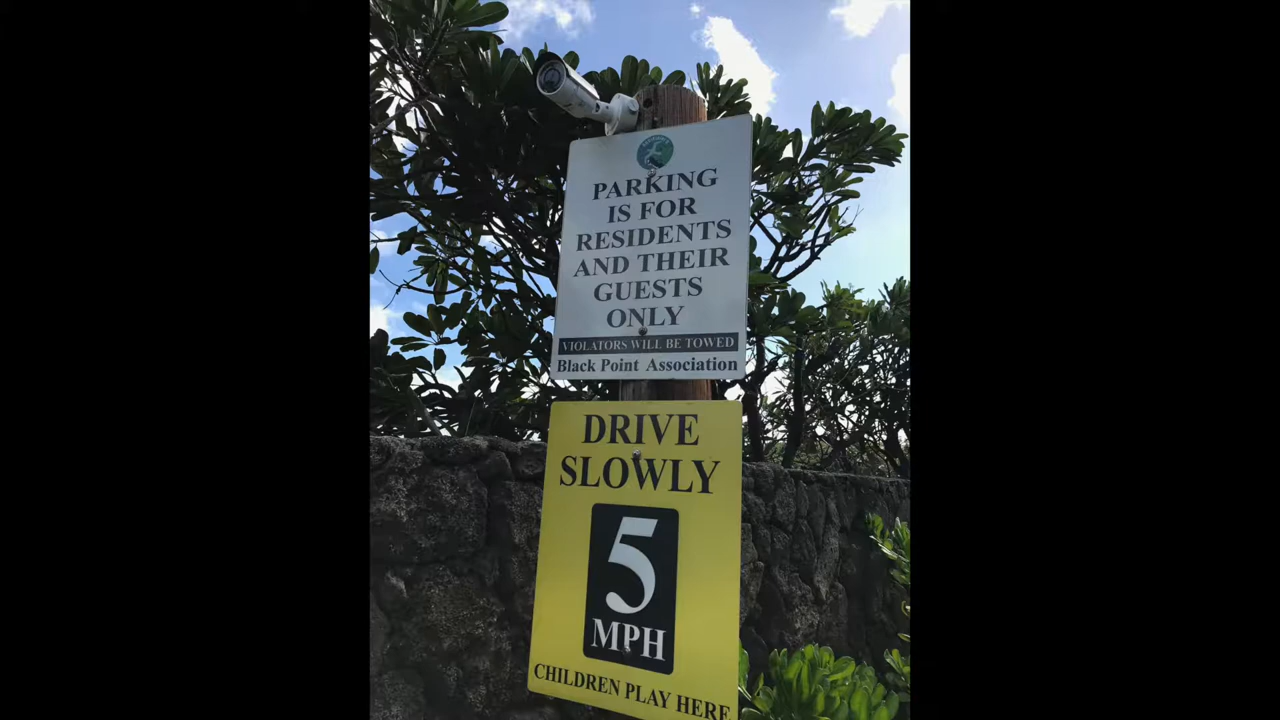 PARKING
IS FOR
RESIDENTS
AND THEIR
GUESTS
ONLY
VIOLATORS WILL BE TOWED
Black Point Association
DRIVE
SLOWLY
5
MPH
CHILDREN PLAY HERE